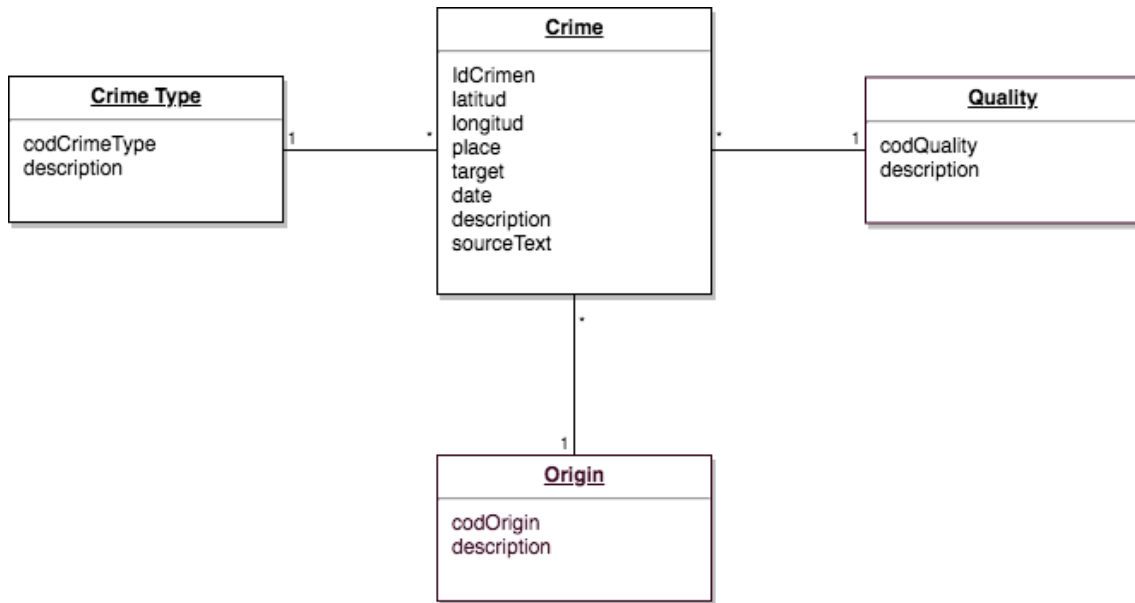 Crime
IdCrimen
latitud
longitud
place
target
date
description
sourceText
Crime Type
codCrimeType
description
1
*
Quality
codQuality
description
*
1
*
1
Origin
codOrigin
description